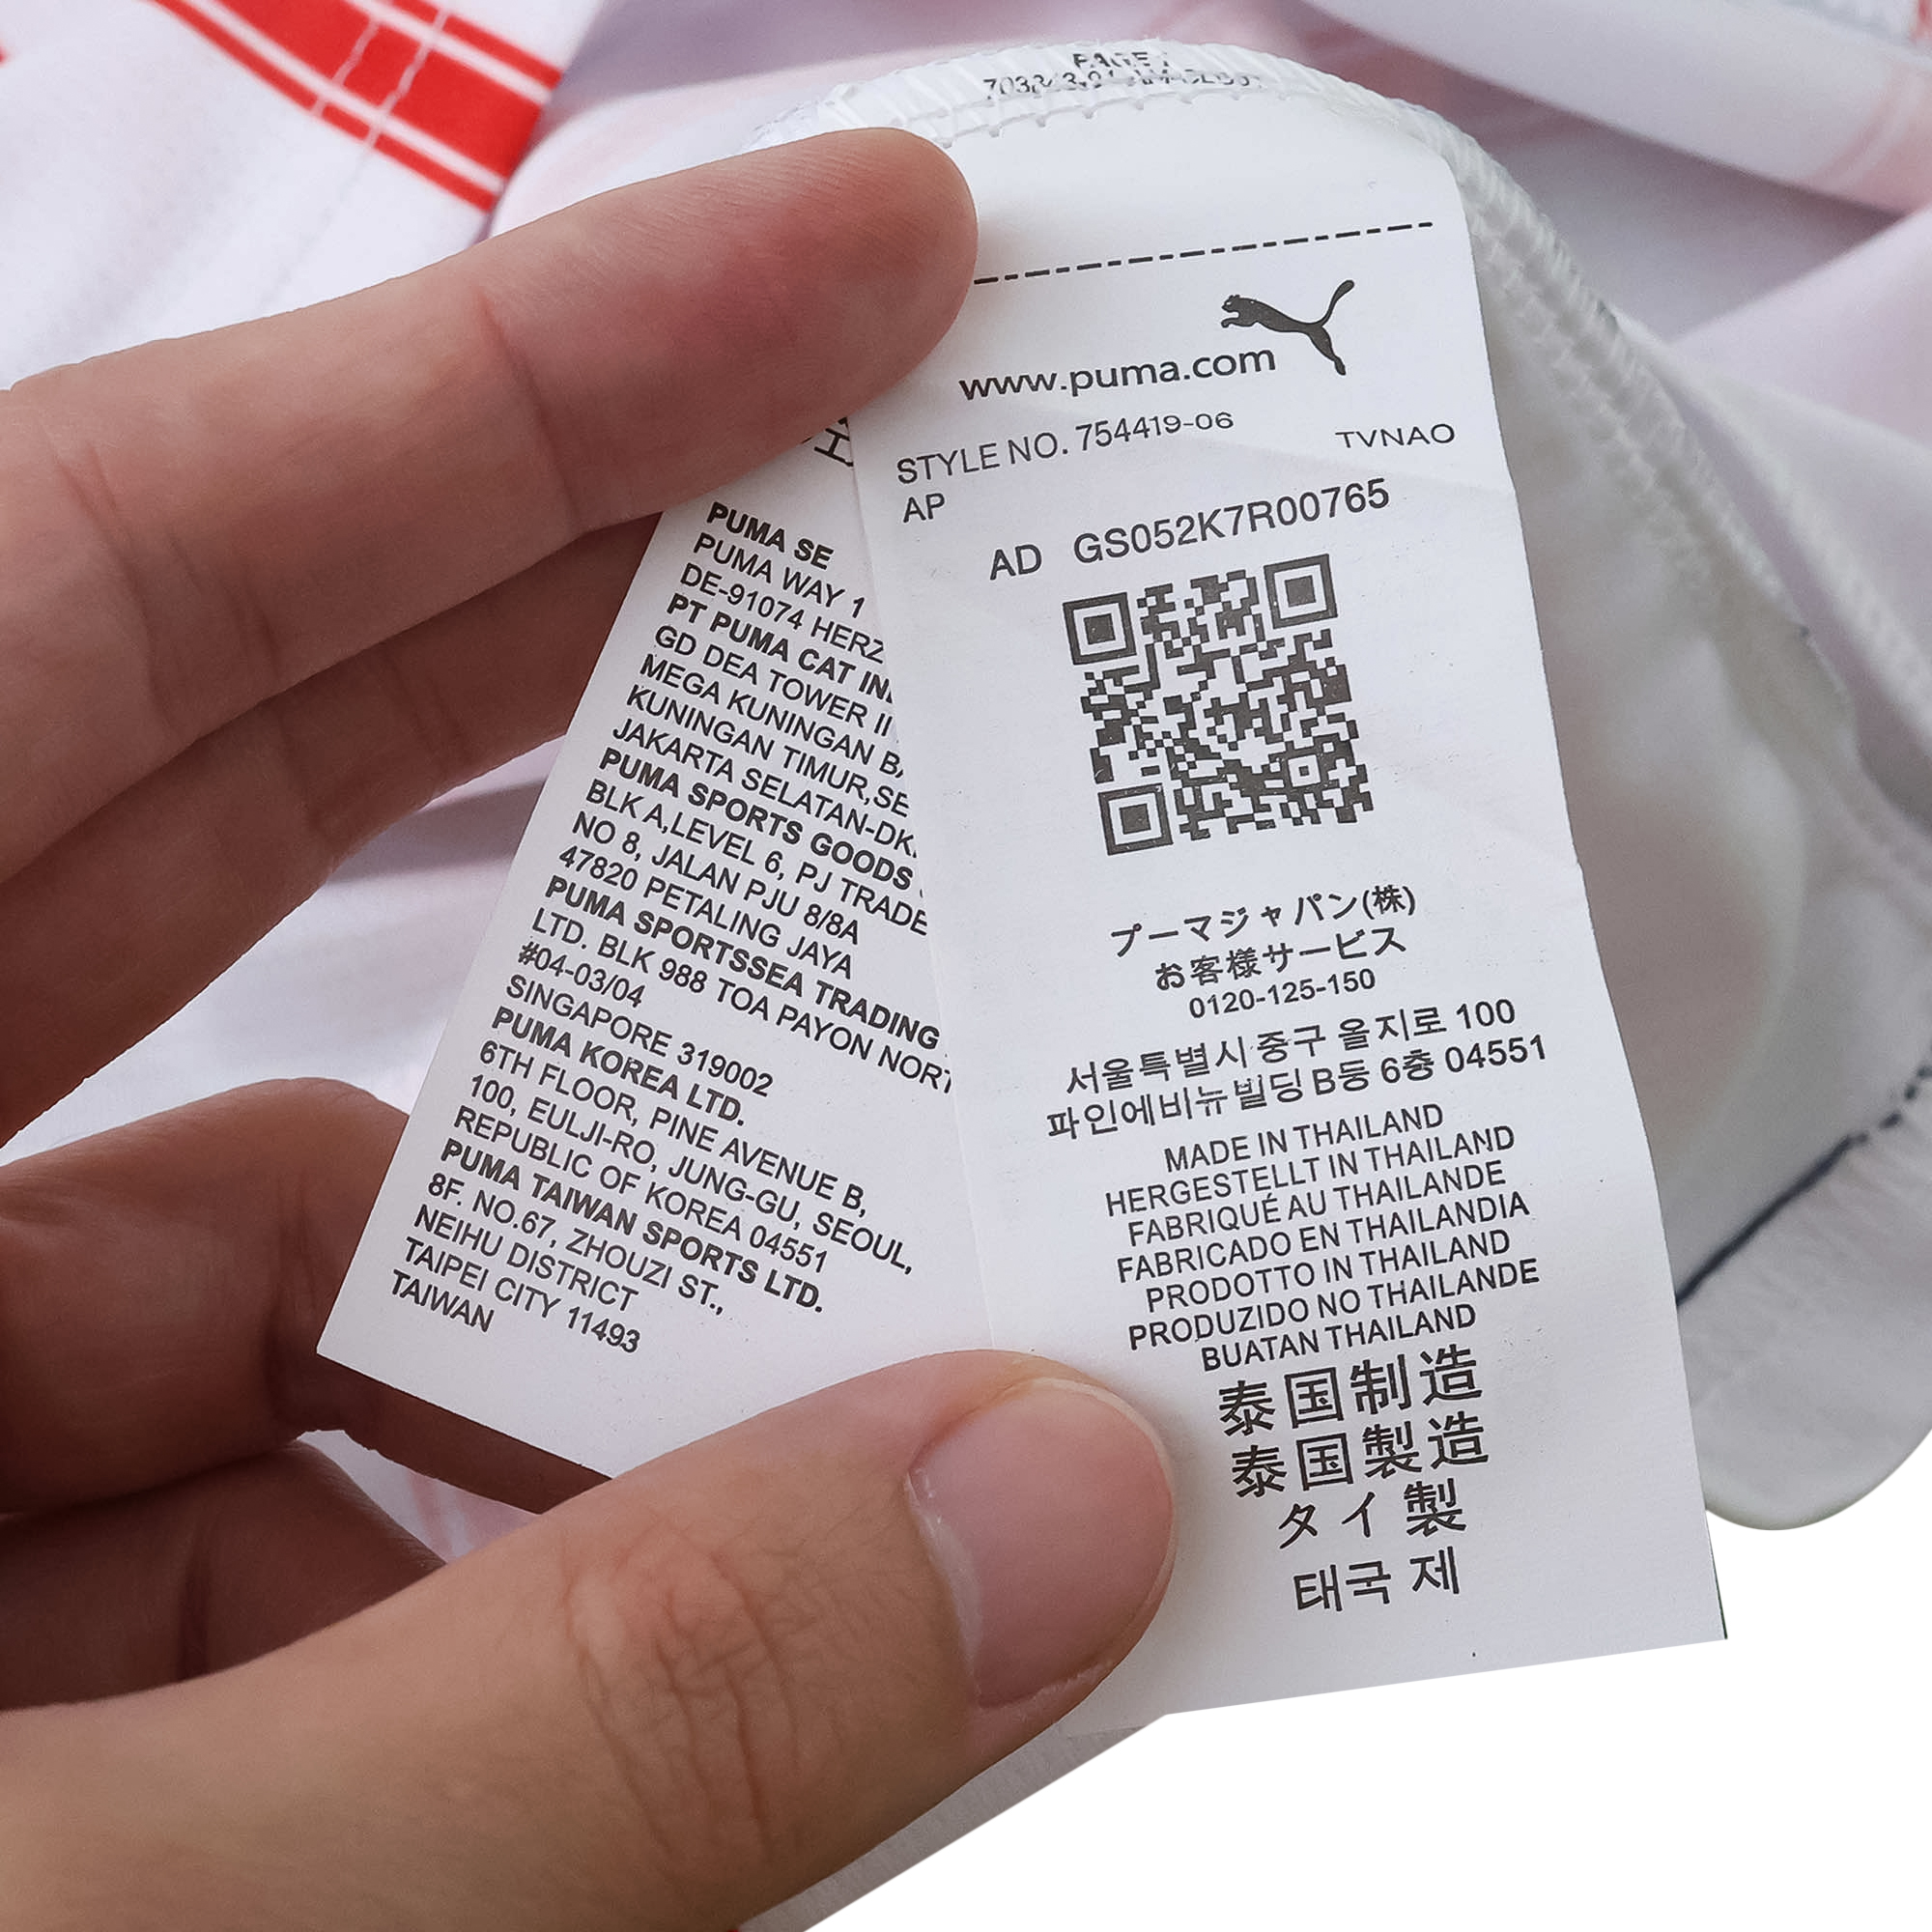 PAGE
www.puma.com
STYLE NO. 754419-06
TVNAO
AP
AD GS052K7R00765
プーマジャパン(株)
お客様サービス
0120-125-150
서울특별시 중구 을지로 100
파인에비뉴빌딩 B동 6층 04551
MADE IN THAILAND
HERGESTELLT IN THAILAND
FABRIQUÉ AU THAILANDE
FABRICADO EN THAILANDIA
PRODOTTO IN THAILAND
PRODUZIDO NO THAILANDE
BUATAN THAILAND
泰国制造
泰国製造
タイ製
태국 제
PUMA SE
PUMA WAY 1
DE-91074 HERZ
PT PUMA CAT IN
GD DEA TOWER II
MEGA KUNINGAN B
KUNINGAN TIMUR,SE
JAKARTA SELATAN-DK
PUMA SPORTS GOODS
BLK A,LEVEL 6, PJ TRADE
NO 8, JALAN PJU 8/8A
47820 PETALING JAYA
PUMA SPORTSSEA TRADING
LTD. BLK 988 TOA PAYON NORT
#04-03/04
SINGAPORE 319002
PUMA KOREA LTD.
6TH FLOOR, PINE AVENUE B,
100, EULJI-RO, JUNG-GU, SEOUL,
REPUBLIC OF KOREA 04551
PUMA TAIWAN SPORTS LTD.
8F. NO.67, ZHOUZI ST.,
NEIHU DISTRICT
TAIPEI CITY 11493
TAIWAN